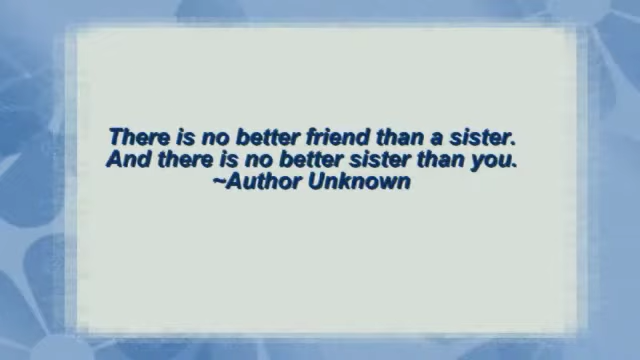 There is no better friend than a sister.
And there is no better sister than you.
~Author Unknown